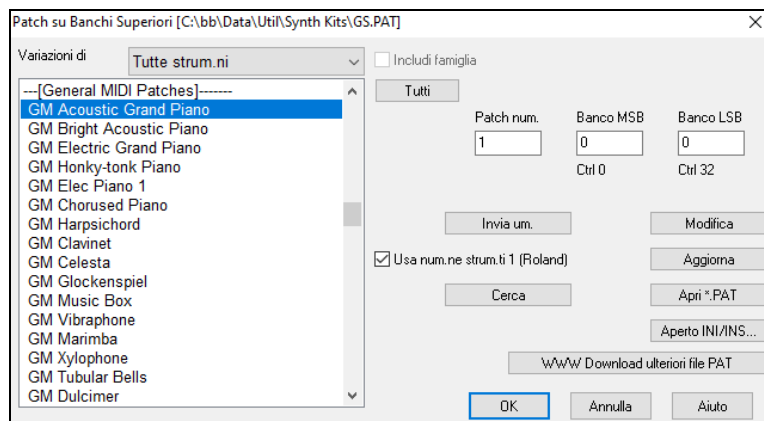 Patch su Banchi Superiori [C:\bb\Data\Util\Synth Kits\GS.PAT]
Variazioni di
Tutte strum.ni
Includi famiglia
---[General MIDI Patches]-------
GM Acoustic Grand Piano
GM Bright Acoustic Piano
GM Electric Grand Piano
GM Honky-tonk Piano
GM Elec Piano 1
GM Chorused Piano
GM Harpsichord
GM Clavinet
GM Celesta
GM Glockenspiel
GM Music Box
GM Vibraphone
GM Marimba
GM Xylophone
GM Tubular Bells
GM Dulcimer
Tutti
Patch num. Banco MSB Banco LSB
1 0 0
Ctrl 0 Ctrl 32
Invia um. Modifica
Usa num.ne strum.ti 1 (Roland) Aggiorna
Cerca Apri *.PAT
Aperto INI/INS...
WWW Download ulteriori file PAT
OK Annulla Aiuto